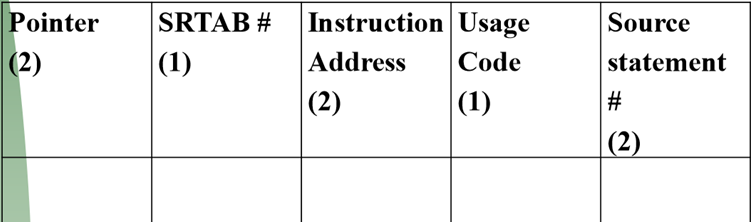 Pointer
(2)
SRTAB #
(1)
Instruction
Address
(2)
Usage
Code
(1)
Source
statement
#
(2)